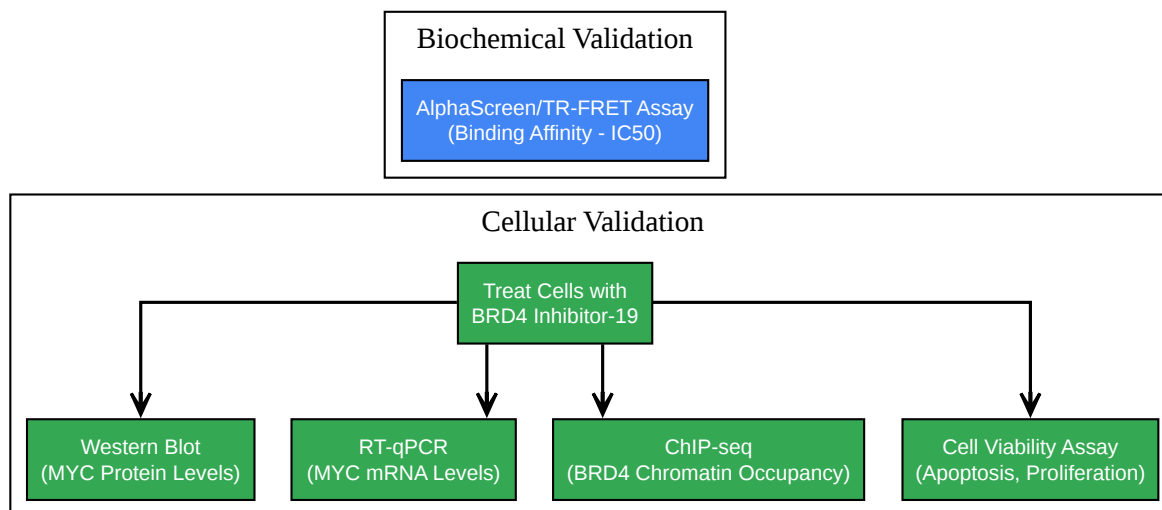 Biochemical Validation
AlphaScreen/TR-FRET Assay
(Binding Affinity - IC50)
Cellular Validation
Treat Cells with
BRD4 Inhibitor-19
Western Blot
(MYC Protein Levels)
RT-qPCR
(MYC mRNA Levels)
ChIP-seq
(BRD4 Chromatin Occupancy)
Cell Viability Assay
(Apoptosis, Proliferation)